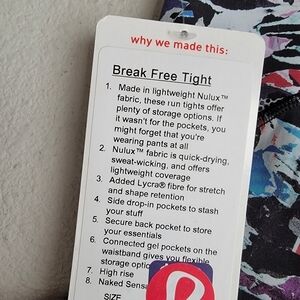 why we made this:
Break Free Tight
1. Made in lightweight Nulux™
fabric, these run tights offer
plenty of storage options. If
it wasn't for the pockets, you
might forget that you're
wearing pants at all
2. Nulux™ fabric is quick-drying,
sweat-wicking, and offers
lightweight coverage
3. Added Lycra® fibre for stretch
and shape retention
4. Side drop-in pockets to stash
your stuff
5. Secure back pocket to store
your essentials
6. Connected gel pockets on the
waistband gives you flexible
storage
7. High rise
8. Naked
SIZE